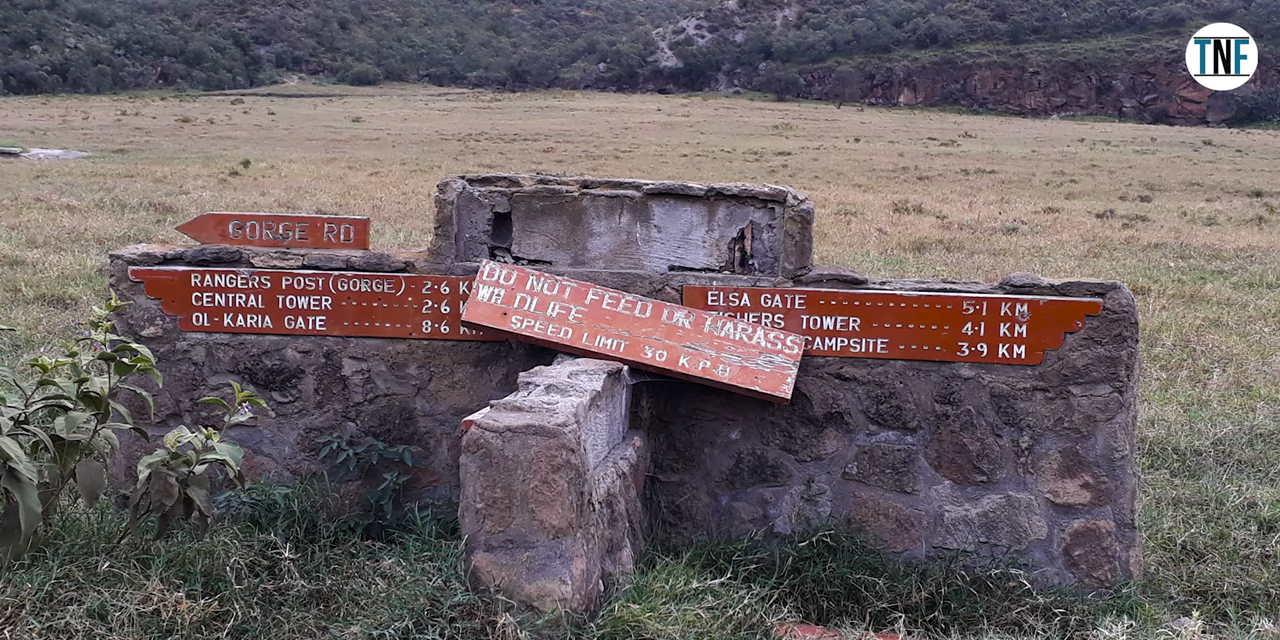 TNF
GORGE RD
RANGERS POST (GORGE) - 2·6 K
CENTRAL TOWER ------- 2·6 K
OL-KARIA GATE -------- 8·6 K
DO NOT FEED OR HARASS
WILDLIFE
SPEED LIMIT 30 K.P.H
ELSA GATE ------------- 5·1 KM
ISHERS TOWER ------- 4·1 KM
CAMPSITE ---- 3·9 KM